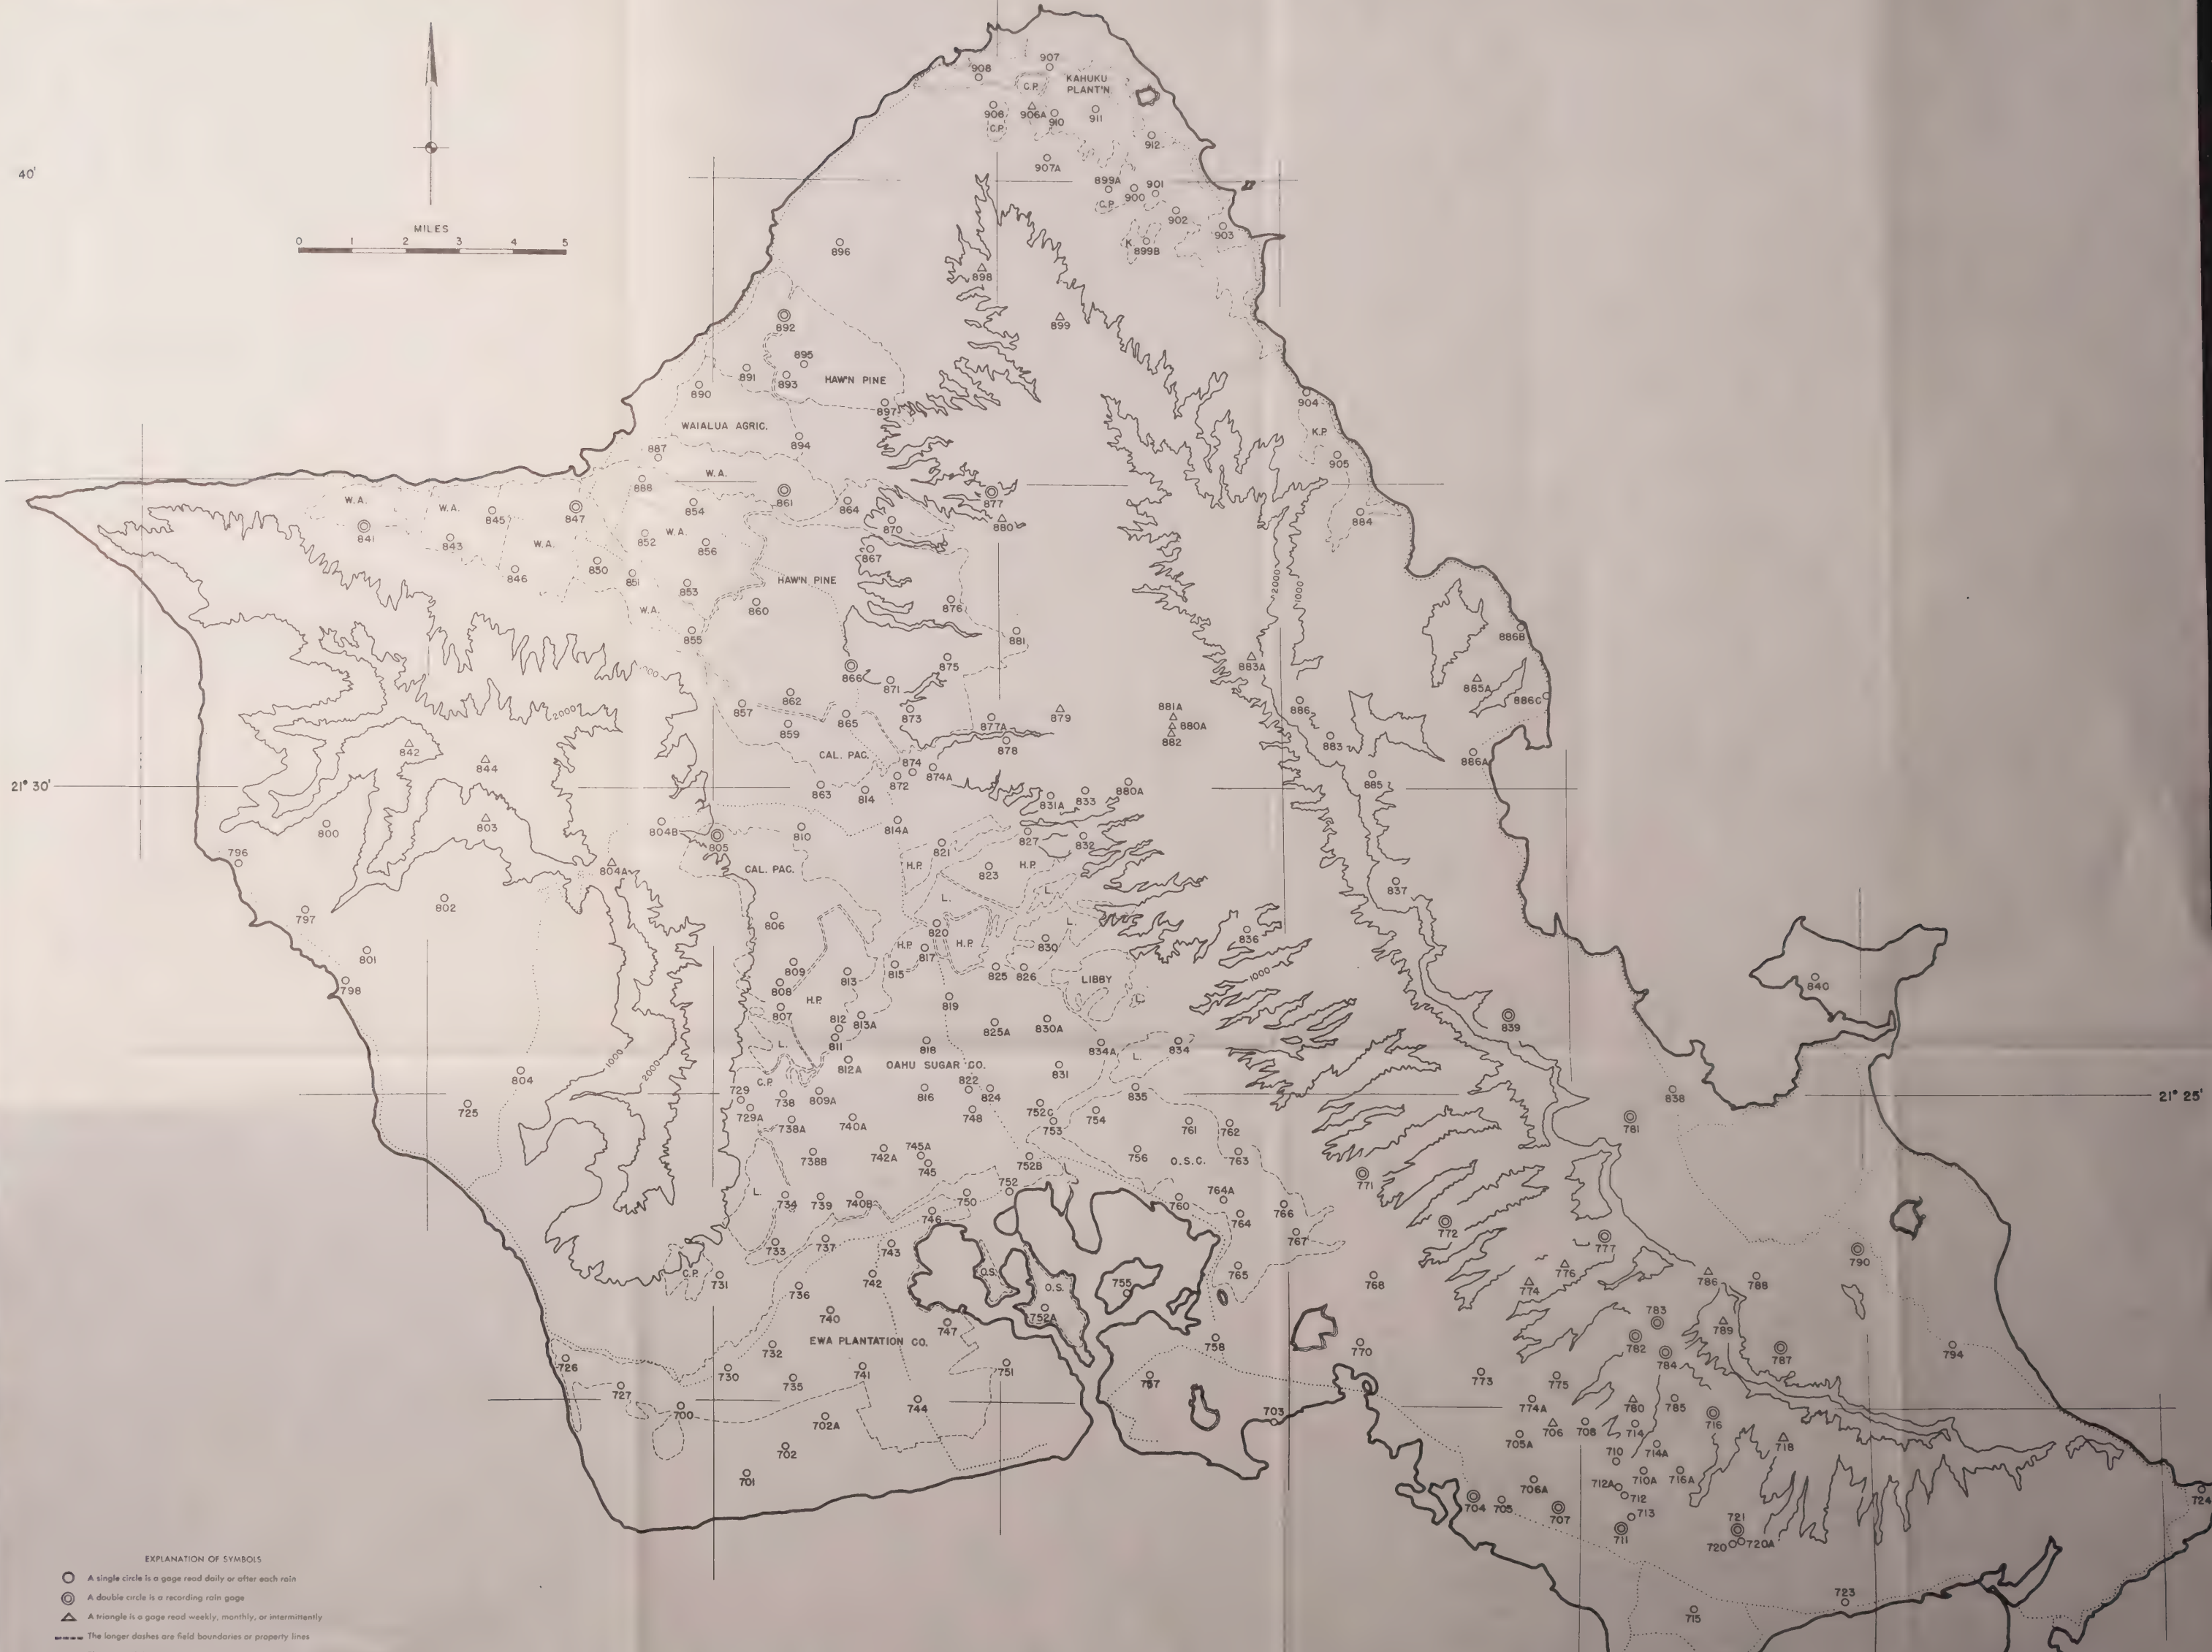 908
907
C.P.
KAHUKU
PLANT'N
906
C.P.
906A
910
911
912
907A
40'
899A
C.P.
900
901
902
903
K
899B
MILES
0 1 2 3 4 5
896
898
892
899
895
891
893
HAW'N PINE
890
897
904
WAIALUA AGRIC.
894
K.P.
887
905
W.A.
888
861
877
W.A.
841
W.A.
845
847
854
864
870
880
884
843
W.A.
852
W.A.
856
867
846
850
851
853
HAW'N PINE
860
876
2000
1000
W.A.
855
881
886B
866
875
883A
871
885A
886C
862
857
865
873
879
881A
880A
882
886
859
877A
2000
878
883
842
CAL. PAC.
874
874A
886A
844
872
885
21° 30'
863
814
831A
833
880A
800
803
804B
805
810
814A
827
832
796
821
804A
CAL. PAC.
H.P.
823
H.P.
837
802
L.
L.
797
806
L.
820
836
801
H.P.
817
H.P.
830
798
809
815
825
826
1000
808
813
LIBBY
840
H.P.
807
819
812
813A
825A
830A
839
811
L.
818
834A
L.
834
1000
812A
OAHU SUGAR CO.
831
2000
804
C.P.
822
729
738
809A
816
824
835
838
21° 25'
725
729A
738A
740A
748
752C
753
754
761
762
781
738B
742A
745A
745
752B
756
O.S.C.
763
771
L.
734
739
740B
750
752
760
764A
746
764
766
772
733
737
743
767
777
C.P.
731
742
O.S.
765
768
776
786
788
790
736
O.S.
755
774
740
752A
783
747
789
EWA PLANTATION CO.
758
770
782
732
784
787
794
726
730
741
751
757
773
775
727
735
700
744
774A
780
785
702A
703
706
708
714
716
705A
702
710
714A
718
701
706A
712A
710A
716A
704
705
712
724
707
713
711
721
720
720A
723
715
EXPLANATION OF SYMBOLS
A single circle is a gage read daily or after each rain
A double circle is a recording rain gage
A triangle is a gage read weekly, monthly, or intermittently
The longer dashes are field boundaries or property lines